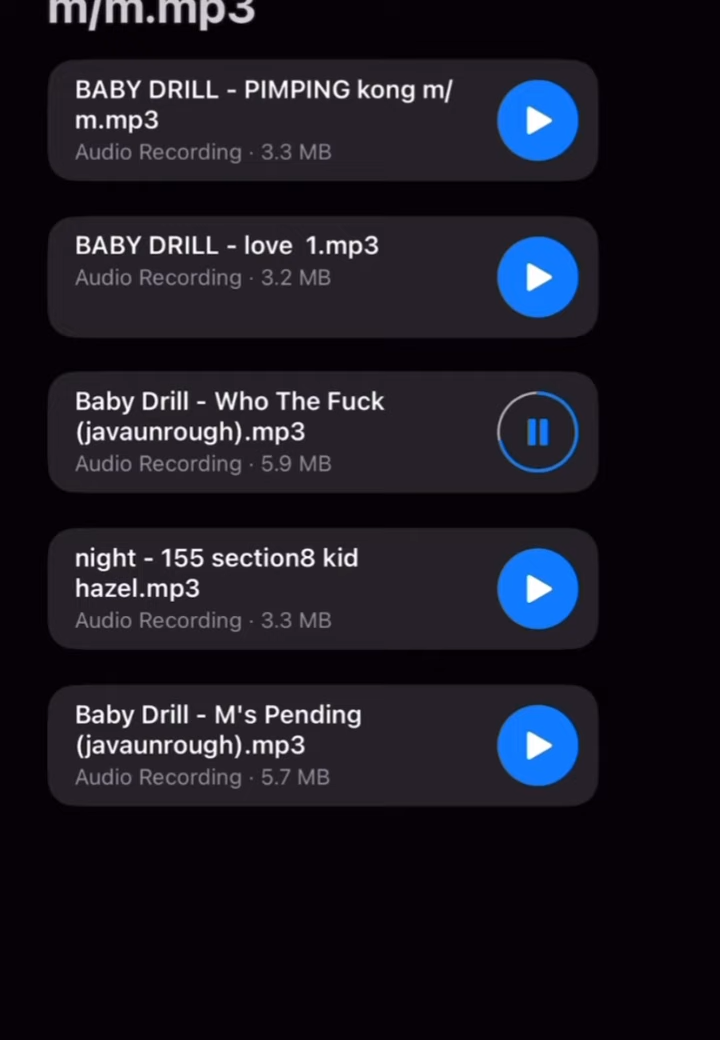 m/m.mp3
BABY DRILL - PIMPING kong m/
m.mp3
Audio Recording · 3.3 MB
BABY DRILL - love  1.mp3
Audio Recording · 3.2 MB
Baby Drill - Who The Fuck
(javaunrough).mp3
Audio Recording · 5.9 MB
night - 155 section8 kid
hazel.mp3
Audio Recording · 3.3 MB
Baby Drill - M's Pending
(javaunrough).mp3
Audio Recording · 5.7 MB